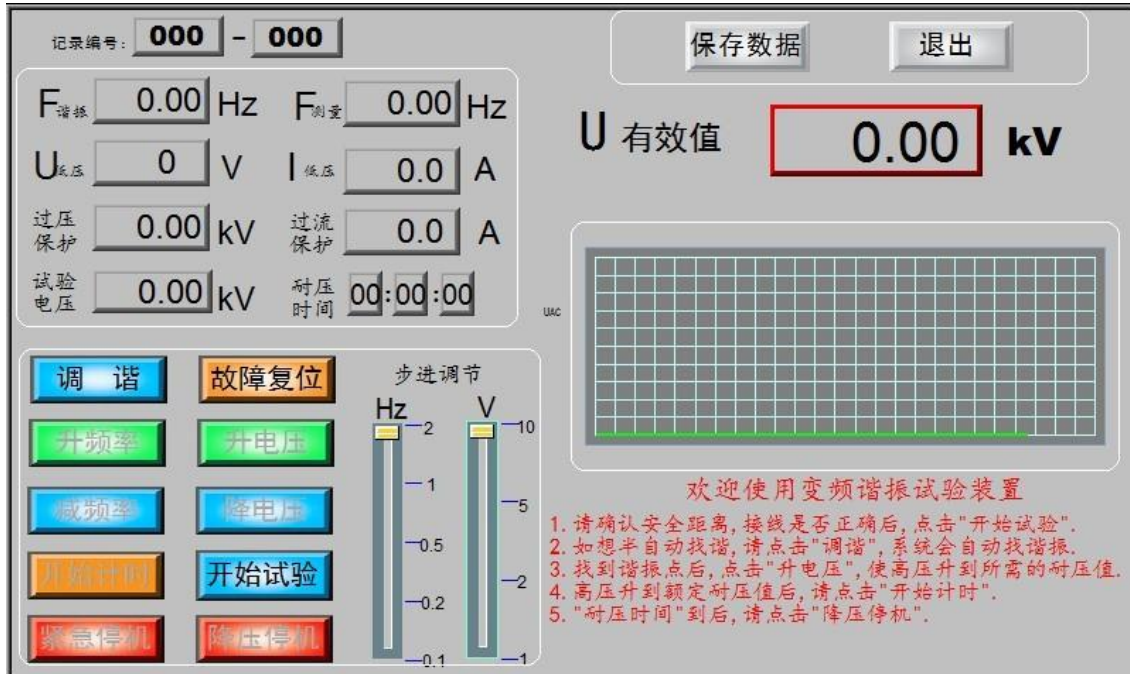 记录编号: 000 - 000
保存数据 退出
F谐振 0.00 Hz F测量 0.00 Hz
U有效值 0.00 kV
U低压 0 V I低压 0.0 A
过压保护 0.00 kV 过流保护 0.0 A
试验电压 0.00 kV 耐压时间 00:00:00
UAC
调 谐 故障复位 步进调节
Hz V
升频率 升电压 2 10
减频率 降电压 1 5
开始计时 开始试验 0.5 2
紧急停机 降压停机 0.2
0.1 1
欢迎使用变频谐振试验装置
1. 请确认安全距离,接线是否正确后,点击"开始试验".
2. 如想半自动找谐,请点击"调谐",系统会自动找谐振.
3. 找到谐振点后,点击"升电压",使高压升到所需的耐压值.
4. 高压升到额定耐压值后,请点击"开始计时".
5. "耐压时间"到后,请点击"降压停机".